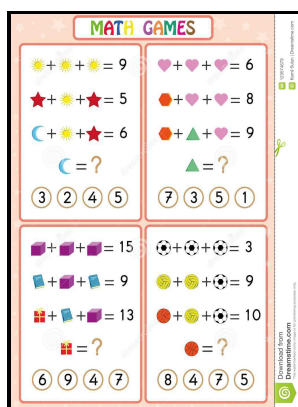 MATH GAMES
+ + = 9
+ + = 5
+ + = 6
= ?
3 2 4 5
+ + = 6
+ + = 8
+ + = 9
= ?
7 3 5 1
+ + = 15
+ + = 9
+ + = 13
= ?
6 9 4 7
+ + = 3
+ + = 9
+ + = 10
= ?
8 4 7 5
Download from
Dreamstime.com